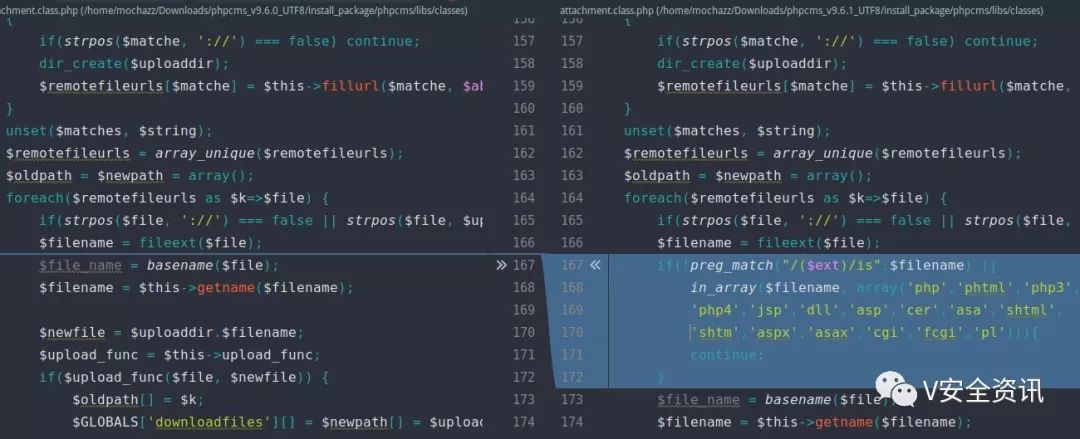 chment.class.php (/home/mochazz/Downloads/phpcms_v9.6.0_UTF8/install_package/phpcms/libs/classes)
{ 156
if(strpos($matche, '://') === false) continue; 157
dir_create($uploaddir); 158
$remotefileurls[$matche] = $this->fillurl($matche, $al 159
} 160
unset($matches, $string); 161
$remotefileurls = array_unique($remotefileurls); 162
$oldpath = $newpath = array(); 163
foreach($remotefileurls as $k=>$file) { 164
if(strpos($file, '://') === false || strpos($file, $up 165
$filename = fileext($file); 166
$file_name = basename($file); » 167
$filename = $this->getname($filename); 168
169
$newfile = $uploaddir.$filename; 170
$upload_func = $this->upload_func; 171
if($upload_func($file, $newfile)) { 172
$oldpath[] = $k; 173
$GLOBALS['downloadfiles'][] = $newpath[] = $uploac 174
attachment.class.php (/home/mochazz/Downloads/phpcms_v9.6.1_UTF8/install_package/phpcms/libs/classes)
156 {
157 if(strpos($matche, '://') === false) continue;
158 dir_create($uploaddir);
159 $remotefileurls[$matche] = $this->fillurl($matche,
160 }
161 unset($matches, $string);
162 $remotefileurls = array_unique($remotefileurls);
163 $oldpath = $newpath = array();
164 foreach($remotefileurls as $k=>$file) {
165 if(strpos($file, '://') === false || strpos($file,
166 $filename = fileext($file);
167 « if(!preg_match("/($ext)/is".$filename) ||
168 in_array($filename, array('php','phtml','php3',
169 'php4','jsp','dll','asp','cer','asa','shtml',
170 'shtm','aspx','asax','cgi','fcgi','pl'))){
171 continue;
172 }
173 $file_name = basename($file);
174 $filename = $this->getname($filename);
V安全资讯